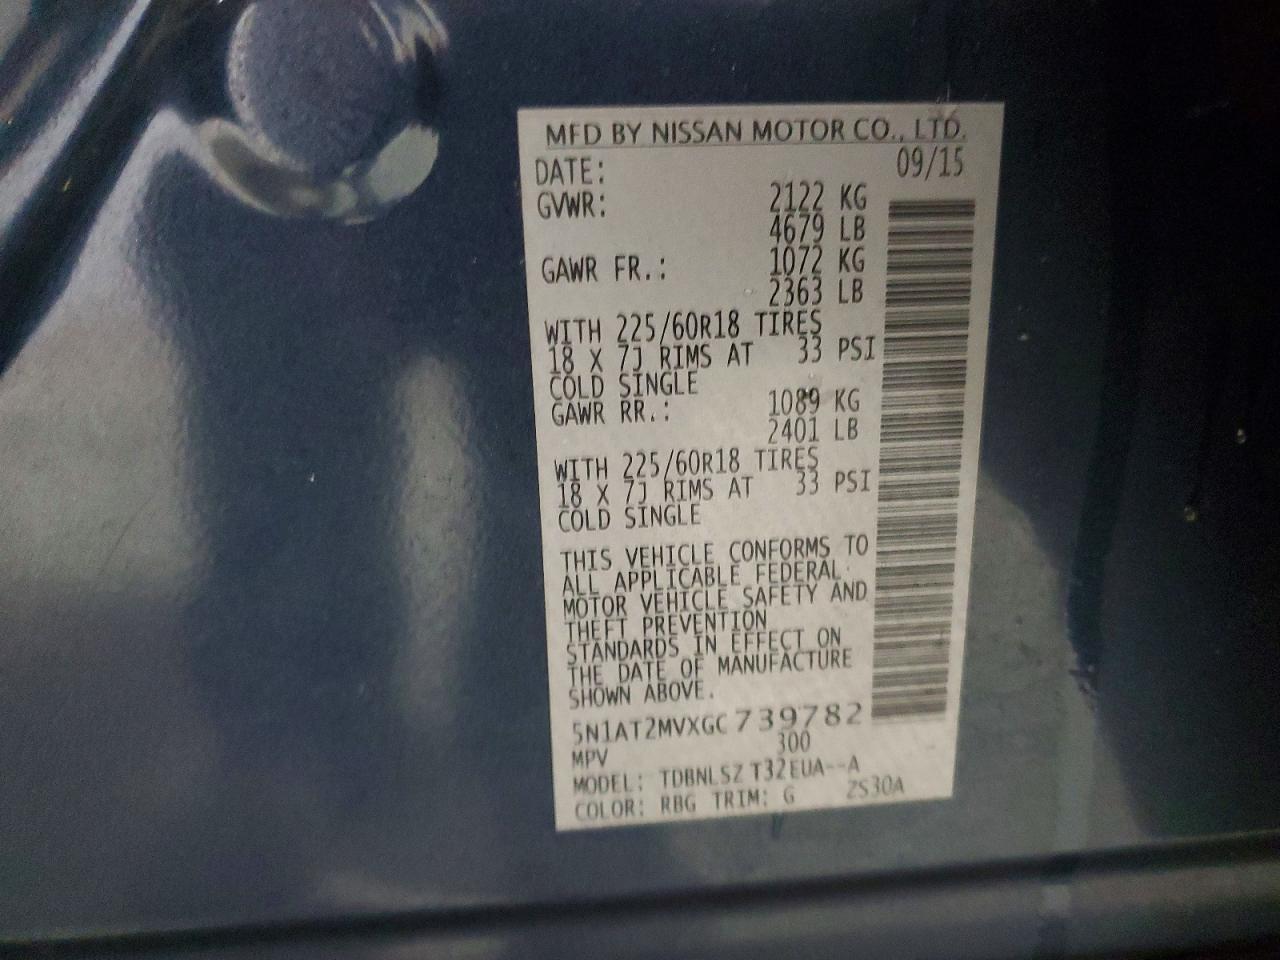 MFD BY NISSAN MOTOR CO., LTD.
DATE: 09/15
GVWR: 2122 KG
4679 LB
GAWR FR.: 1072 KG
2363 LB
WITH 225/60R18 TIRES
18 X 7J RIMS AT 33 PSI
COLD SINGLE
GAWR RR.: 1089 KG
2401 LB
WITH 225/60R18 TIRES
18 X 7J RIMS AT 33 PSI
COLD SINGLE
THIS VEHICLE CONFORMS TO
ALL APPLICABLE FEDERAL
MOTOR VEHICLE SAFETY AND
THEFT PREVENTION
STANDARDS IN EFFECT ON
THE DATE OF MANUFACTURE
SHOWN ABOVE.
5N1AT2MVXGC739782
MPV 300
MODEL: TDBNLSZ T32EUA--A
COLOR: RBG TRIM: G ZS30A